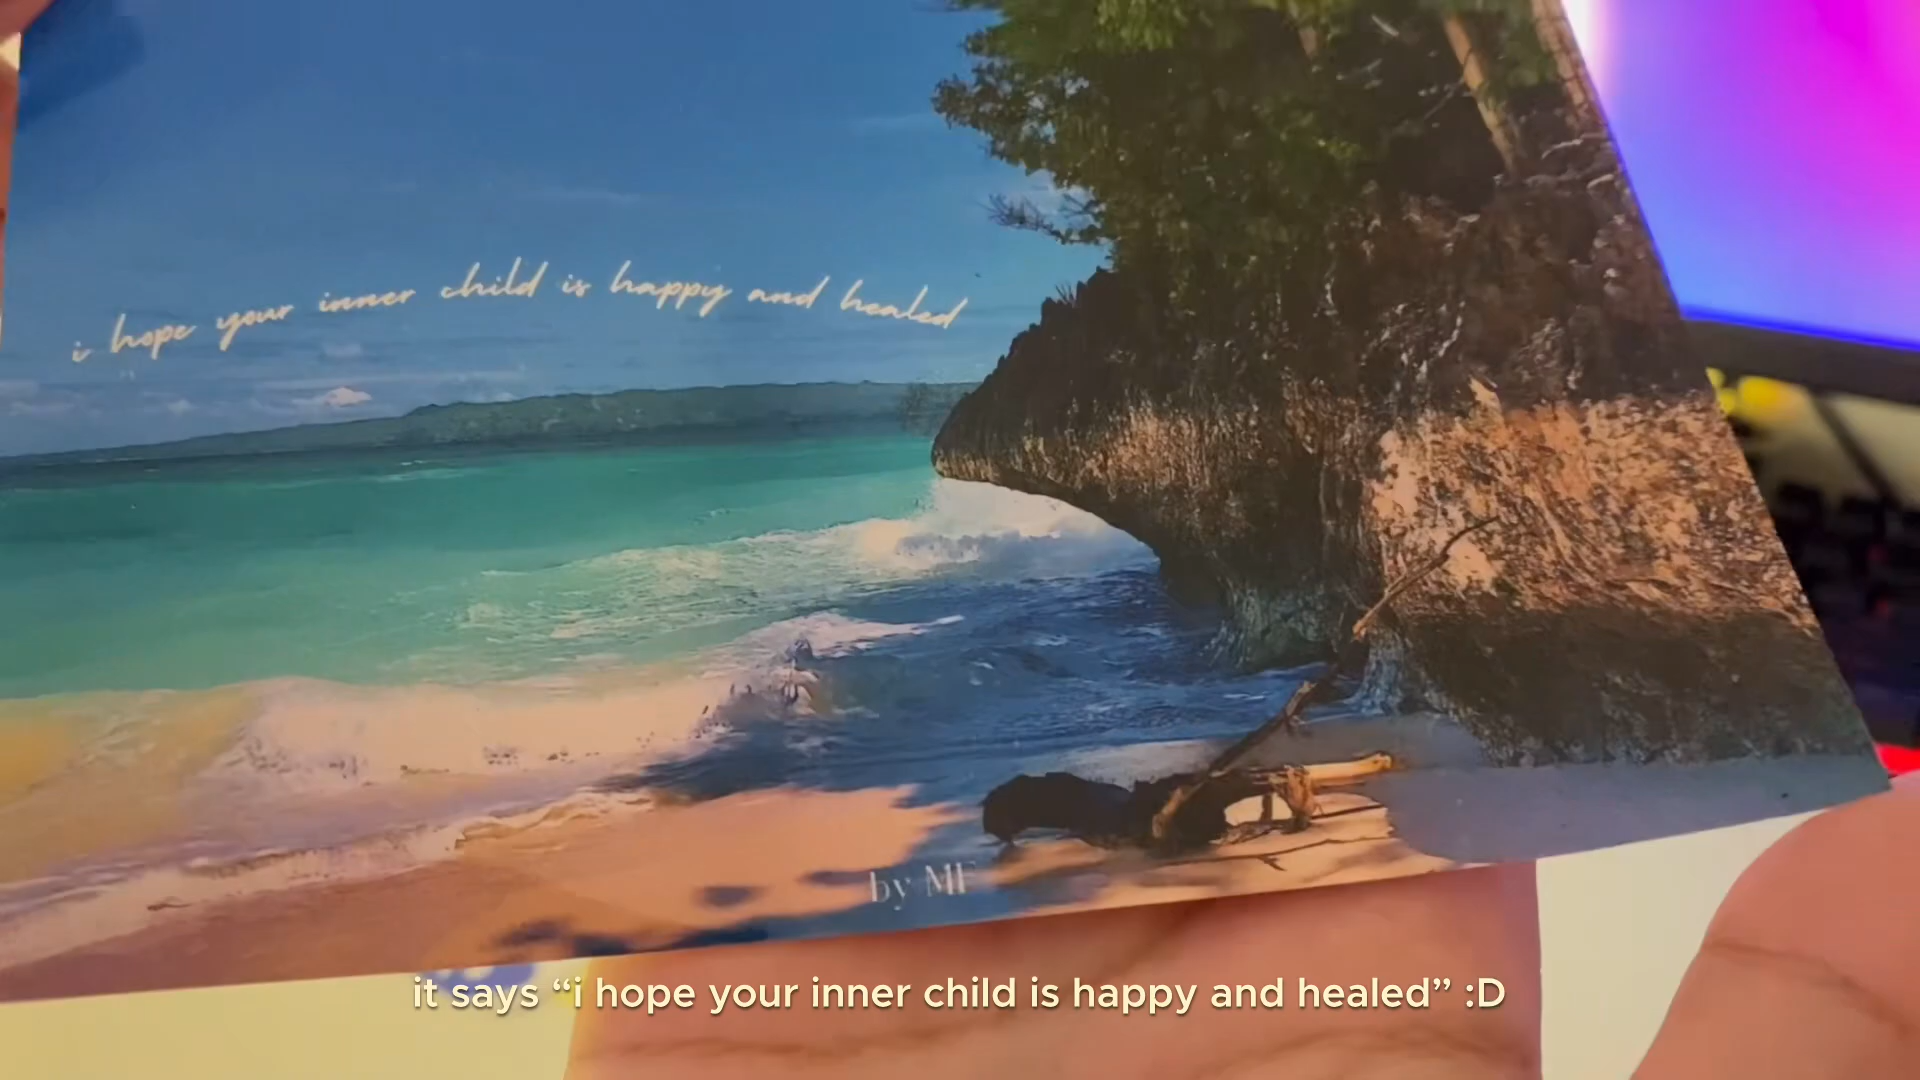 i hope your inner child is happy and healed
by MF
it says “i hope your inner child is happy and healed” :D